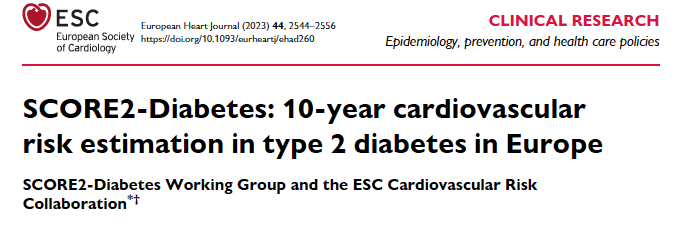 ESC
European Society
of Cardiology
European Heart Journal (2023) 44, 2544–2556
https://doi.org/10.1093/eurheartj/ehad260
CLINICAL RESEARCH
Epidemiology, prevention, and health care policies
SCORE2-Diabetes: 10-year cardiovascular
risk estimation in type 2 diabetes in Europe
SCORE2-Diabetes Working Group and the ESC Cardiovascular Risk
Collaboration*†